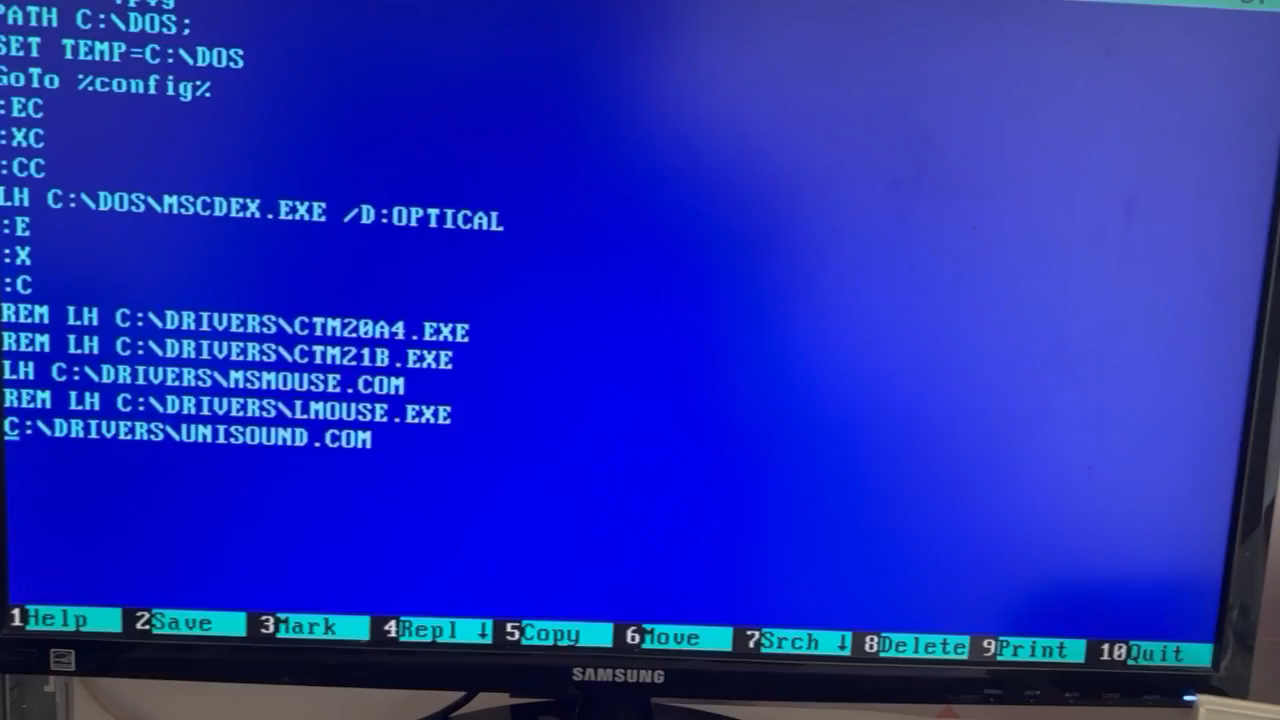 PATH C:\DOS;
SET TEMP=C:\DOS
GoTo %config%
:EC
:XC
:CC
LH C:\DOS\MSCDEX.EXE /D:OPTICAL
:E
:X
:C
REM LH C:\DRIVERS\CTM20A4.EXE
REM LH C:\DRIVERS\CTM21B.EXE
LH C:\DRIVERS\MSMOUSE.COM
REM LH C:\DRIVERS\LMOUSE.EXE
C:\DRIVERS\UNISOUND.COM
1Help 2Save 3Mark 4Repl ↓ 5Copy 6Move 7Srch ↓ 8Delete 9Print 10Quit
SAMSUNG